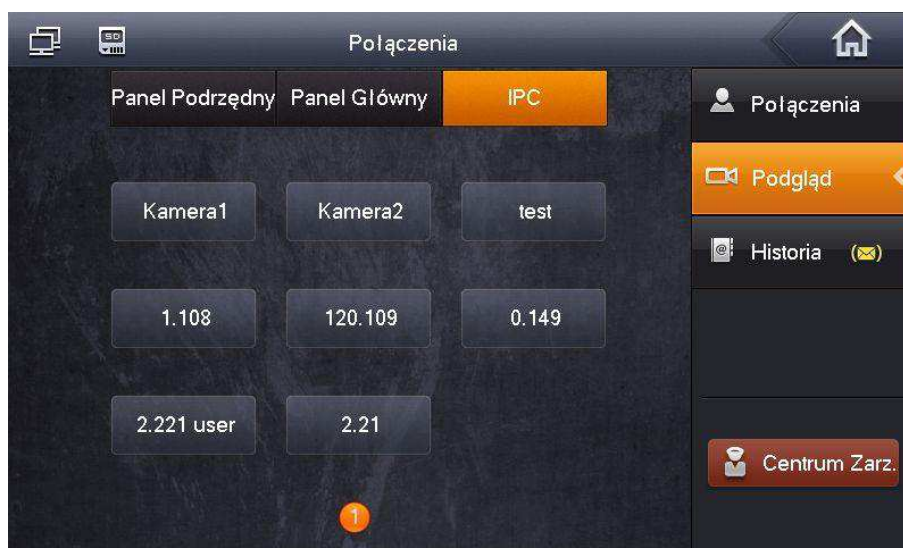 SD
Połączenia
Panel Podrzędny Panel Główny IPC
Połączenia
Podgląd
Kamera1 Kamera2 test
Historia
1.108 120.109 0.149
2.221 user 2.21
Centrum Zarz.
1